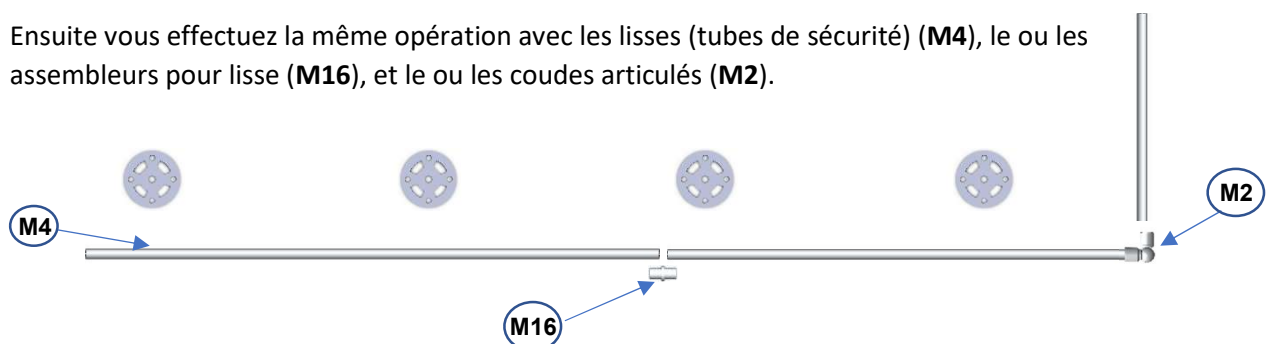 Ensuite vous effectuez la même opération avec les lisses (tubes de sécurité) (M4), le ou les
assembleurs pour lisse (M16), et le ou les coudes articulés (M2).
M2
M4
M16